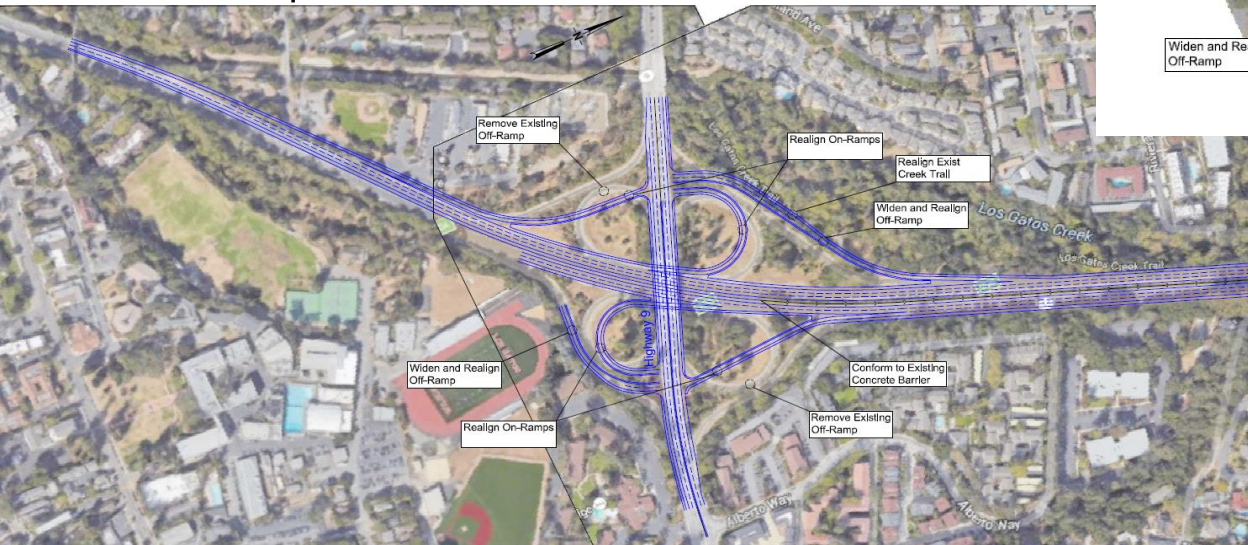 Widen and Re
Off-Ramp
N
Remove Existing
Off-Ramp
Realign On-Ramps
Realign Exist
Creek Trail
Widen and Realign
Off-Ramp
Los Gatos Creek
Los Gatos Creek Trail
Highway 9
Widen and Realign
Off-Ramp
Conform to Existing
Concrete Barrier
Realign On-Ramps
Remove Existing
Off-Ramp
Alberto Way
Alberto Way